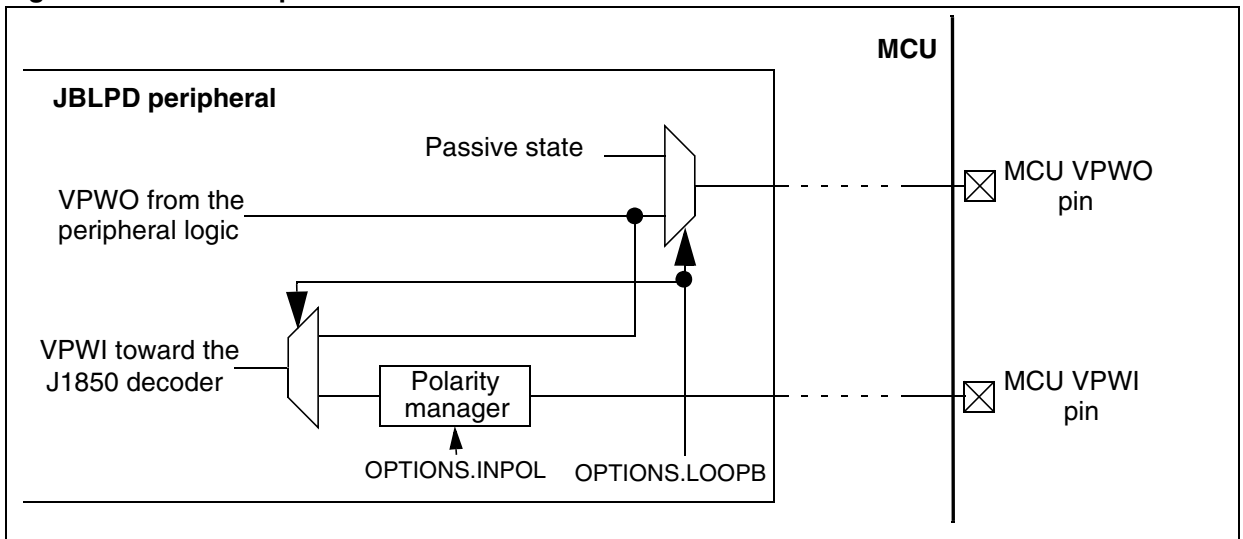 MCU
JBLPD peripheral
Passive state
VPWO from the
peripheral logic
MCU VPWO
pin
VPWI toward the
J1850 decoder
Polarity
manager
MCU VPWI
pin
OPTIONS.INPOL
OPTIONS.LOOPB